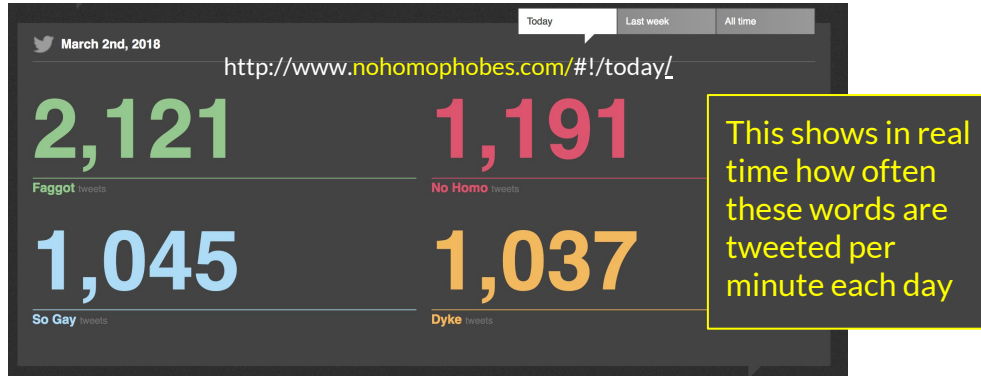 Today Last week All time
March 2nd, 2018
http://www.nohomophobes.com/#!/today/
2,121 1,191
Faggot tweets No Homo tweets
1,045 1,037
So Gay tweets Dyke tweets
This shows in real
time how often
these words are
tweeted per
minute each day